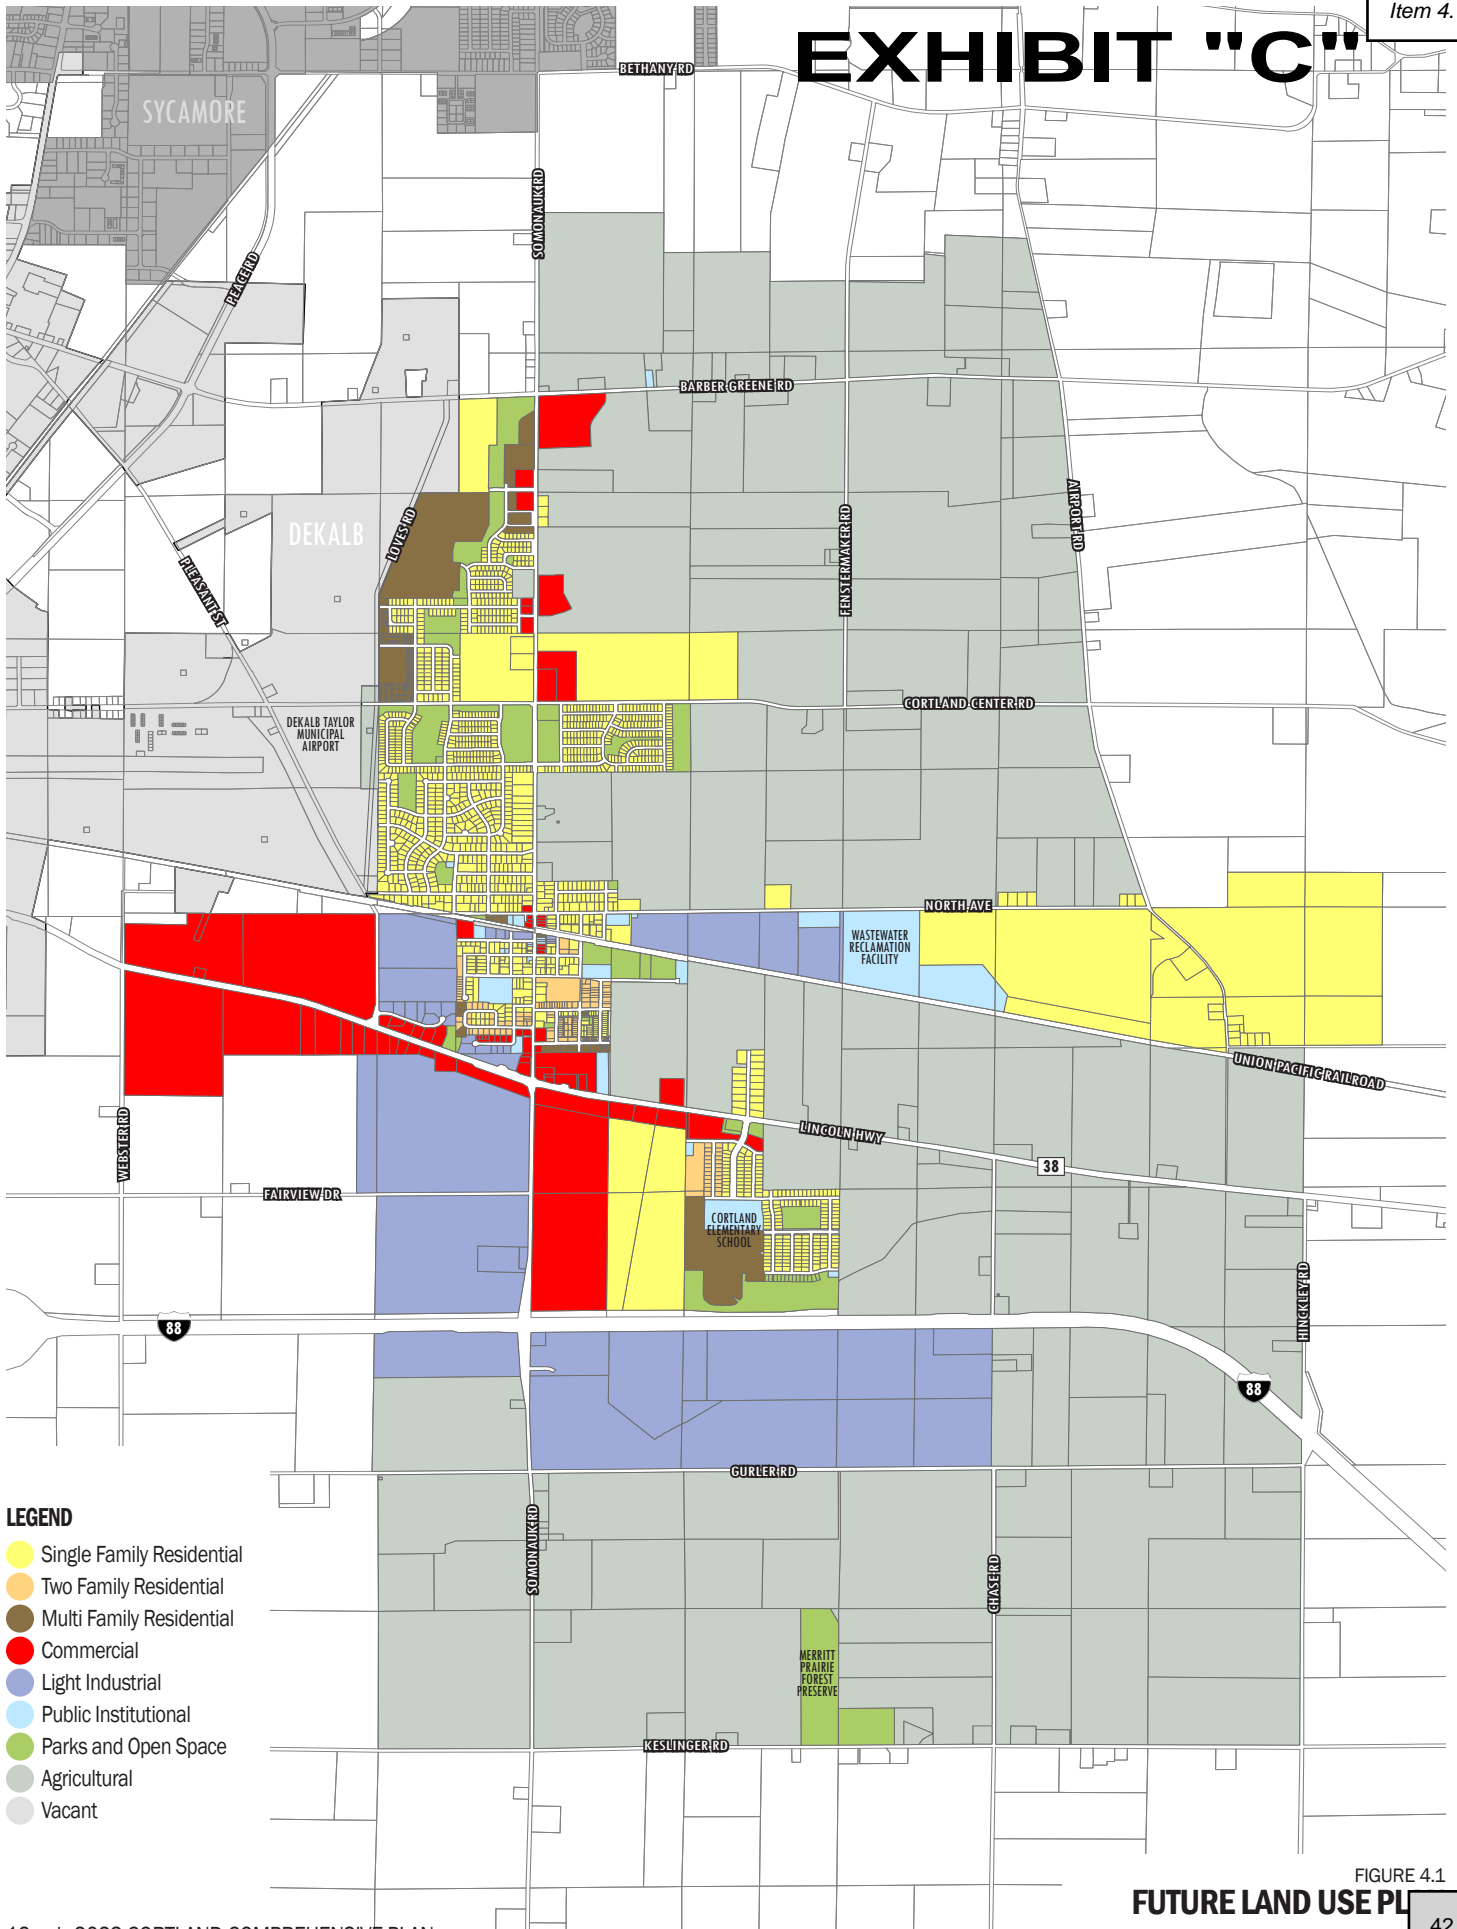 Item 4.
EXHIBIT "C"
BETHANY RD
SYCAMORE
SOMONAUK RD
PEACE RD
BARBER GREENE RD
AIRPORT RD
FENSTERMAKER RD
LOVES RD
DEKALB
PLEASANT ST
CORTLAND CENTER RD
DEKALB TAYLOR
MUNICIPAL
AIRPORT
NORTH AVE
WASTEWATER
RECLAMATION
FACILITY
UNION PACIFIC RAILROAD
WEBSTER RD
LINCOLN HWY
38
FAIRVIEW DR
CORTLAND
ELEMENTARY
SCHOOL
HINCKLEY RD
88
88
GURLER RD
LEGEND
Single Family Residential
Two Family Residential
Multi Family Residential
Commercial
Light Industrial
Public Institutional
Parks and Open Space
Agricultural
Vacant
SOMONAUK RD
CHASE RD
MERRITT
PRAIRIE
FOREST
PRESERVE
KESLINGER RD
FIGURE 4.1
FUTURE LAND USE PL
42
2022 CORTLAND COMPREHENSIVE PLAN